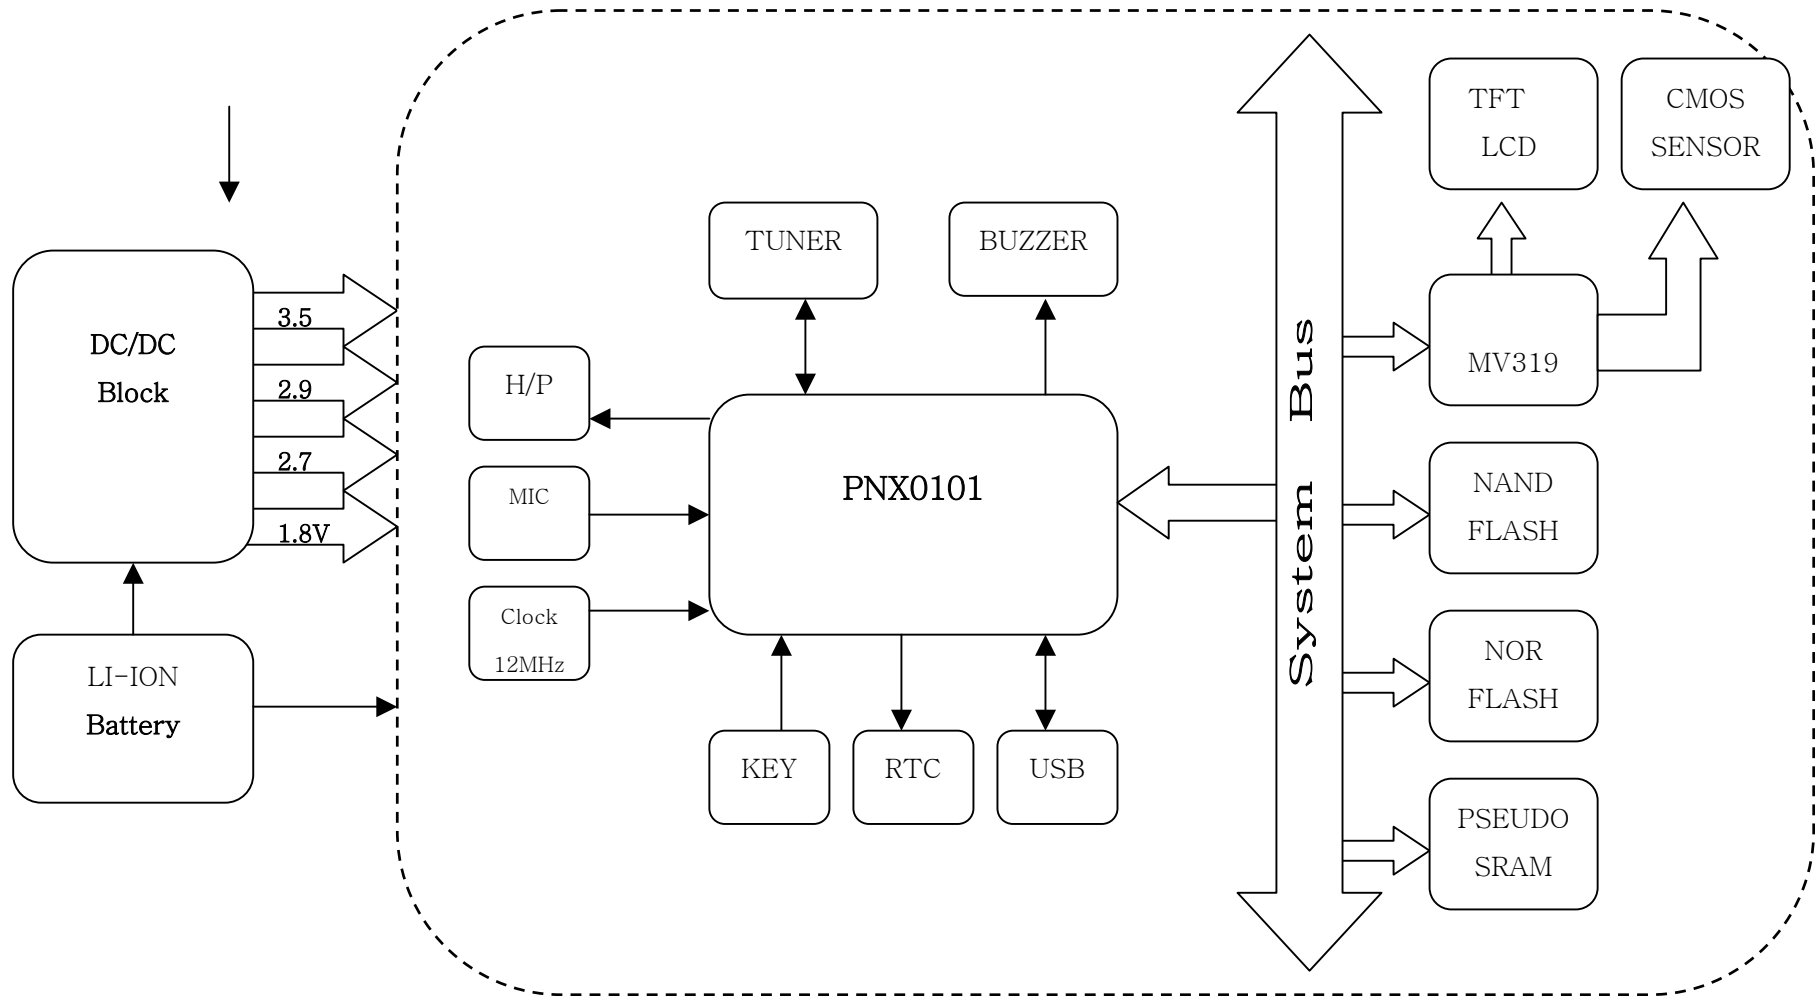 TFT
LCD
CMOS
SENSOR
TUNER
BUZZER
DC/DC
Block
3.5
2.9
2.7
1.8V
H/P
MIC
Clock
12MHz
PNX0101
System Bus
MV319
NAND
FLASH
NOR
FLASH
PSEUDO
SRAM
LI-ION
Battery
KEY
RTC
USB